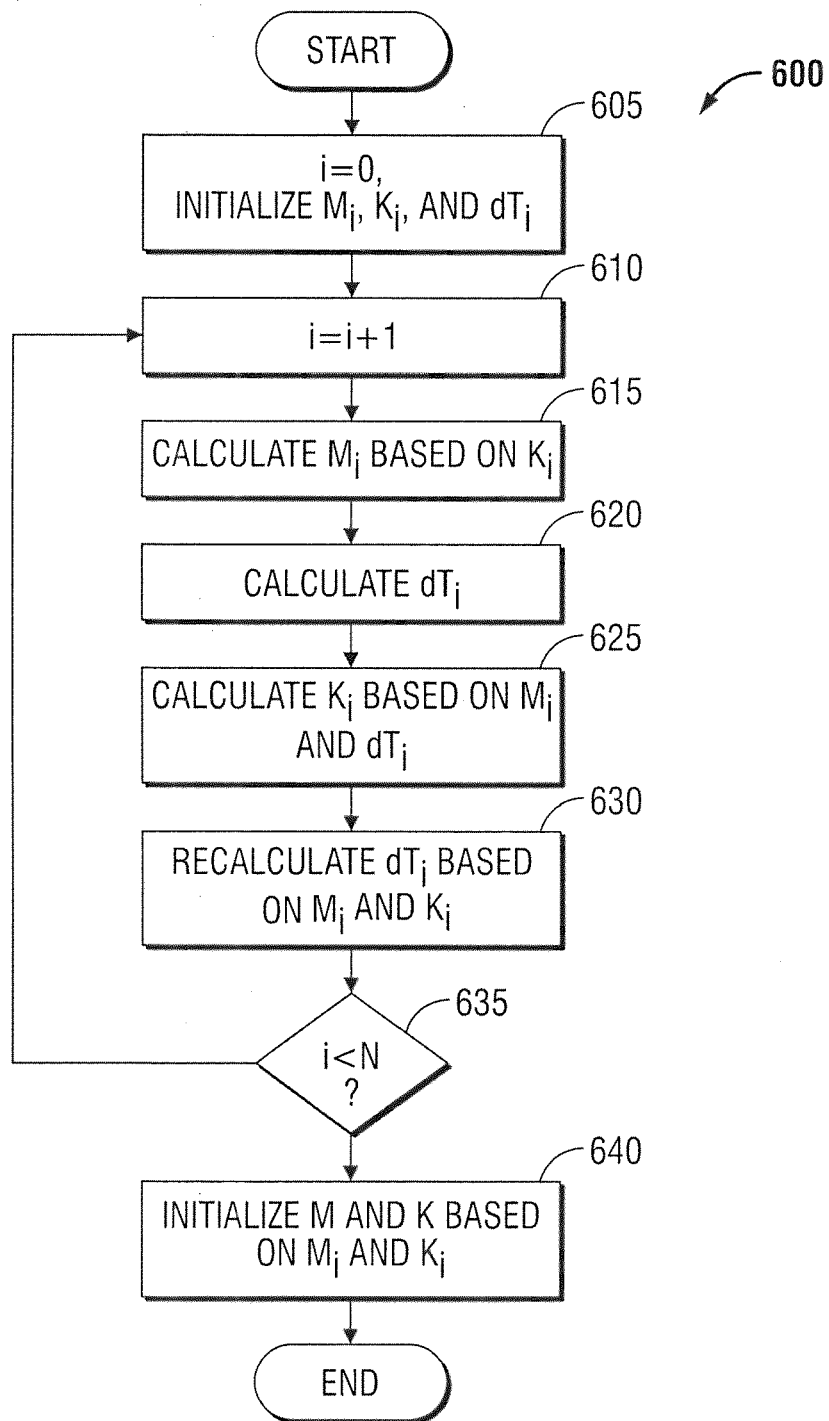 START
600
605
i=0,
INITIALIZE Mi, Ki, AND dTi
610
i=i+1
615
CALCULATE Mi BASED ON Ki
620
CALCULATE dTi
625
CALCULATE Ki BASED ON Mi
AND dTi
630
RECALCULATE dTi BASED
ON Mi AND Ki
635
i<N
?
640
INITIALIZE M AND K BASED
ON Mi AND Ki
END